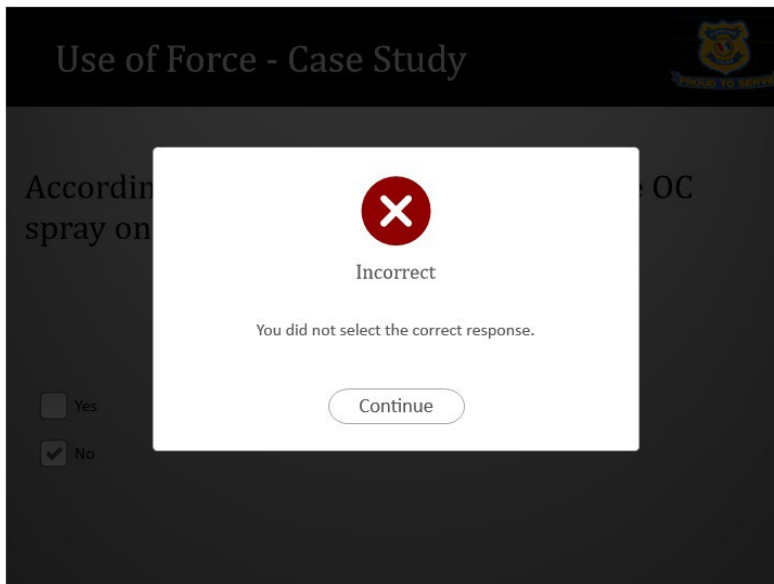 Use of Force - Case Study
PROUD TO SERVE
Accordin
: OC
spray on
Incorrect
You did not select the correct response.
Continue
Yes
No